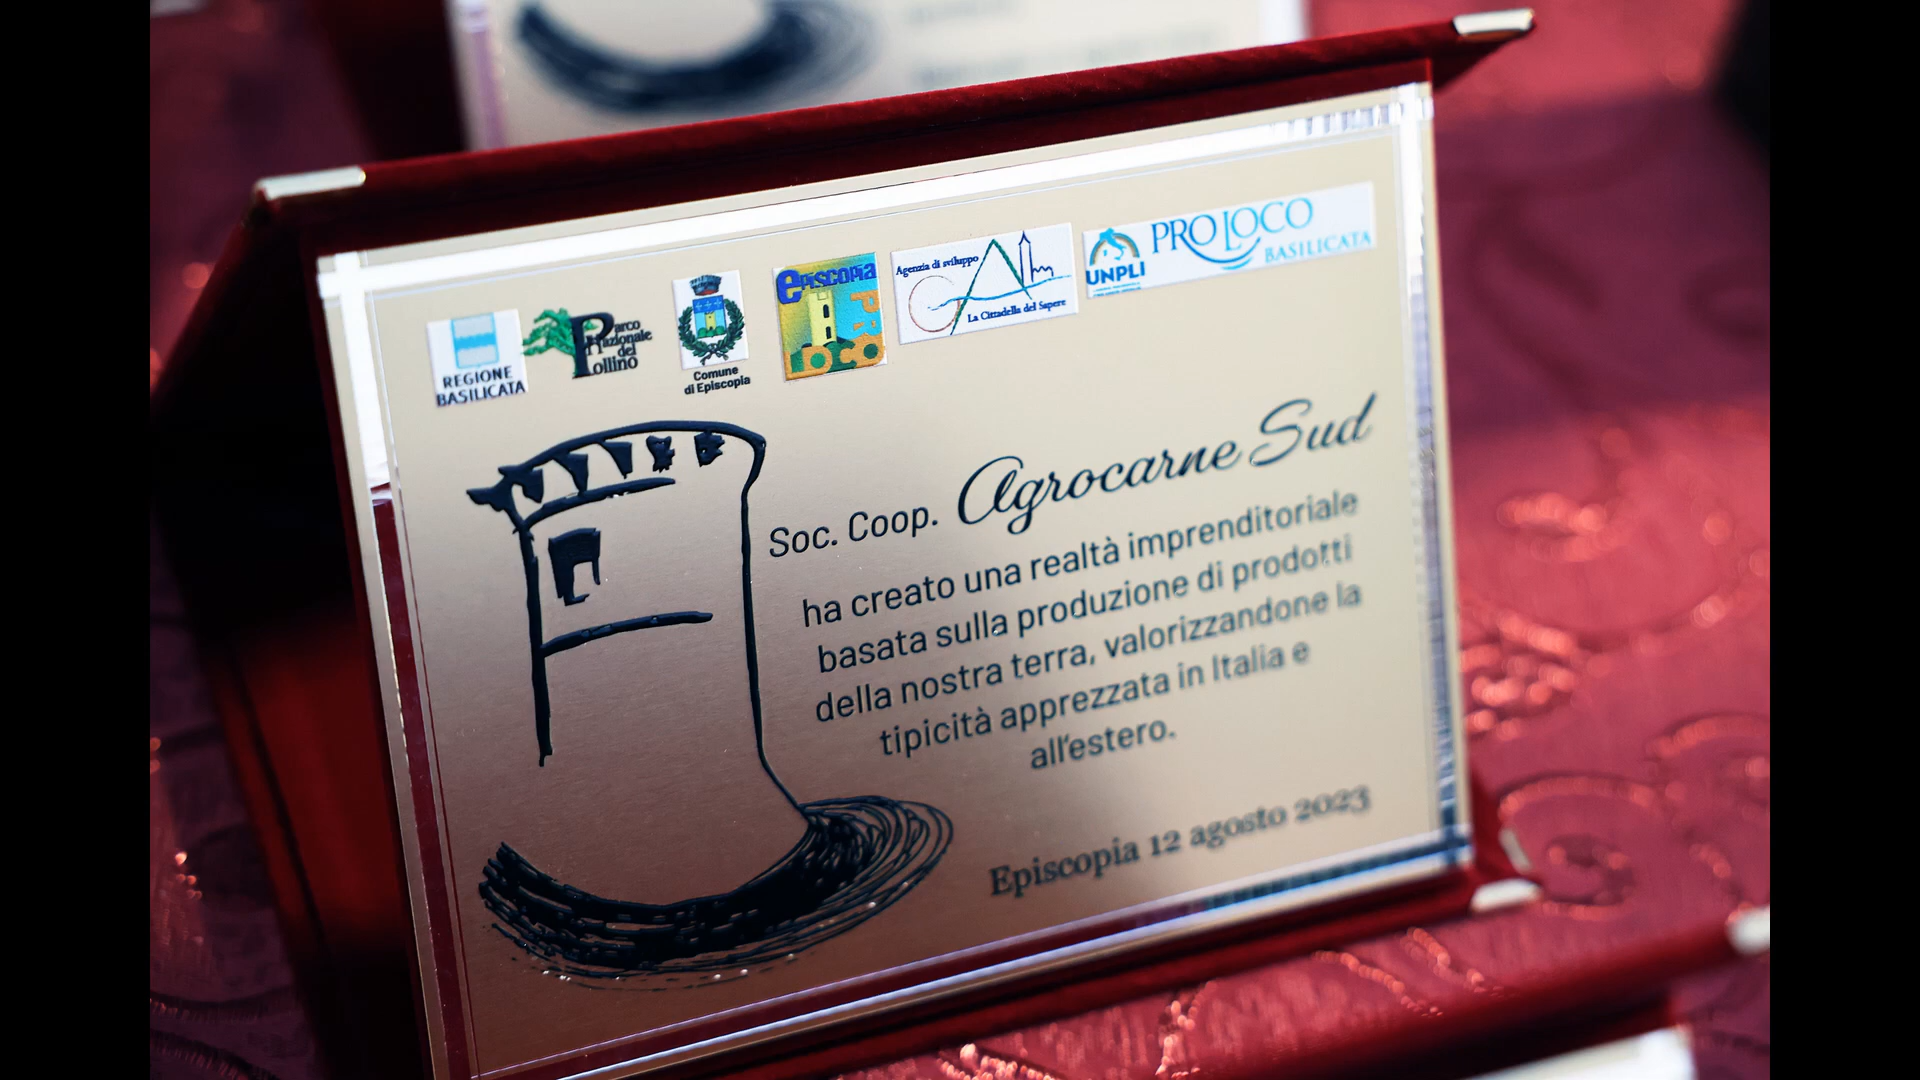 REGIONE
BASILICATA
Parco
Nazionale
del
Pollino
Comune
di Episcopia
episcopia
PRO
LOCO
Agenzia di sviluppo
La Cittadella del Sapere
UNPLI
PRO LOCO
BASILICATA
Soc. Coop. Agrocarne Sud
ha creato una realtà imprenditoriale
basata sulla produzione di prodotti
della nostra terra, valorizzandone la
tipicità apprezzata in Italia e
all'estero.
Episcopia 12 agosto 2023